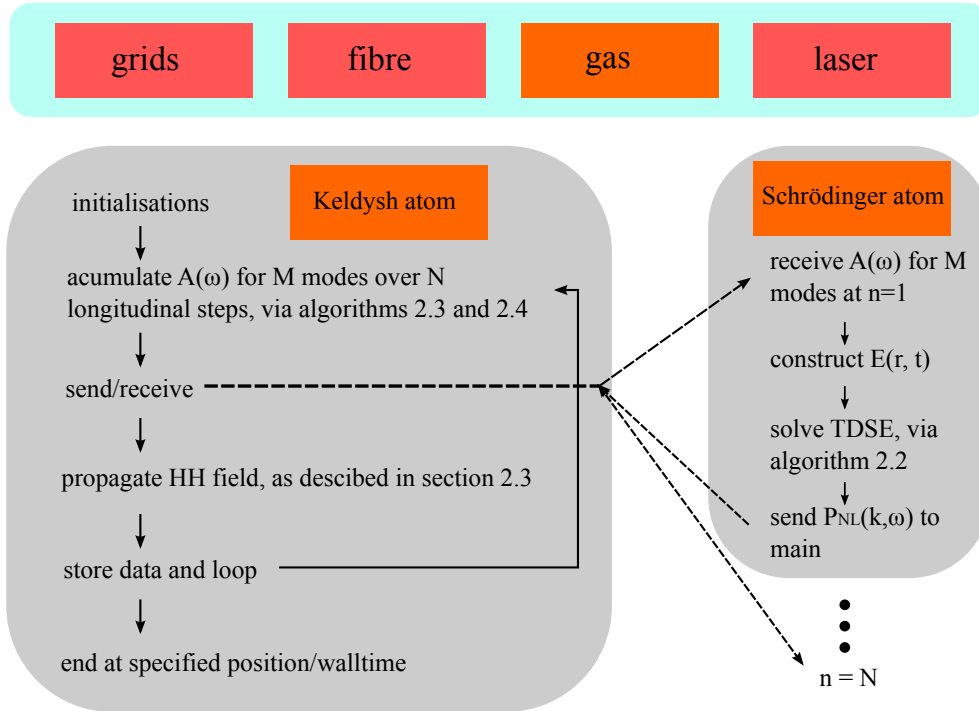 grids
fibre
gas
laser
Keldysh atom
initialisations
acumulate A(ω) for M modes over N
longitudinal steps, via algorithms 2.3 and 2.4
send/receive
propagate HH field, as descibed in section 2.3
store data and loop
end at specified position/walltime
Schrödinger atom
receive A(ω) for M
modes at n=1
construct E(r, t)
solve TDSE, via
algorithm 2.2
send PNL(k,ω) to
main
n = N